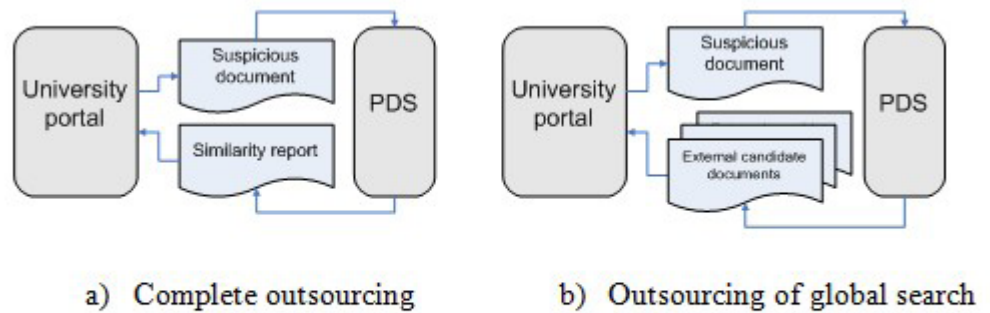 University
portal
Suspicious
document
Similarity report
PDS
University
portal
Suspicious
document
External candidate
documents
PDS
a) Complete outsourcing
b) Outsourcing of global search